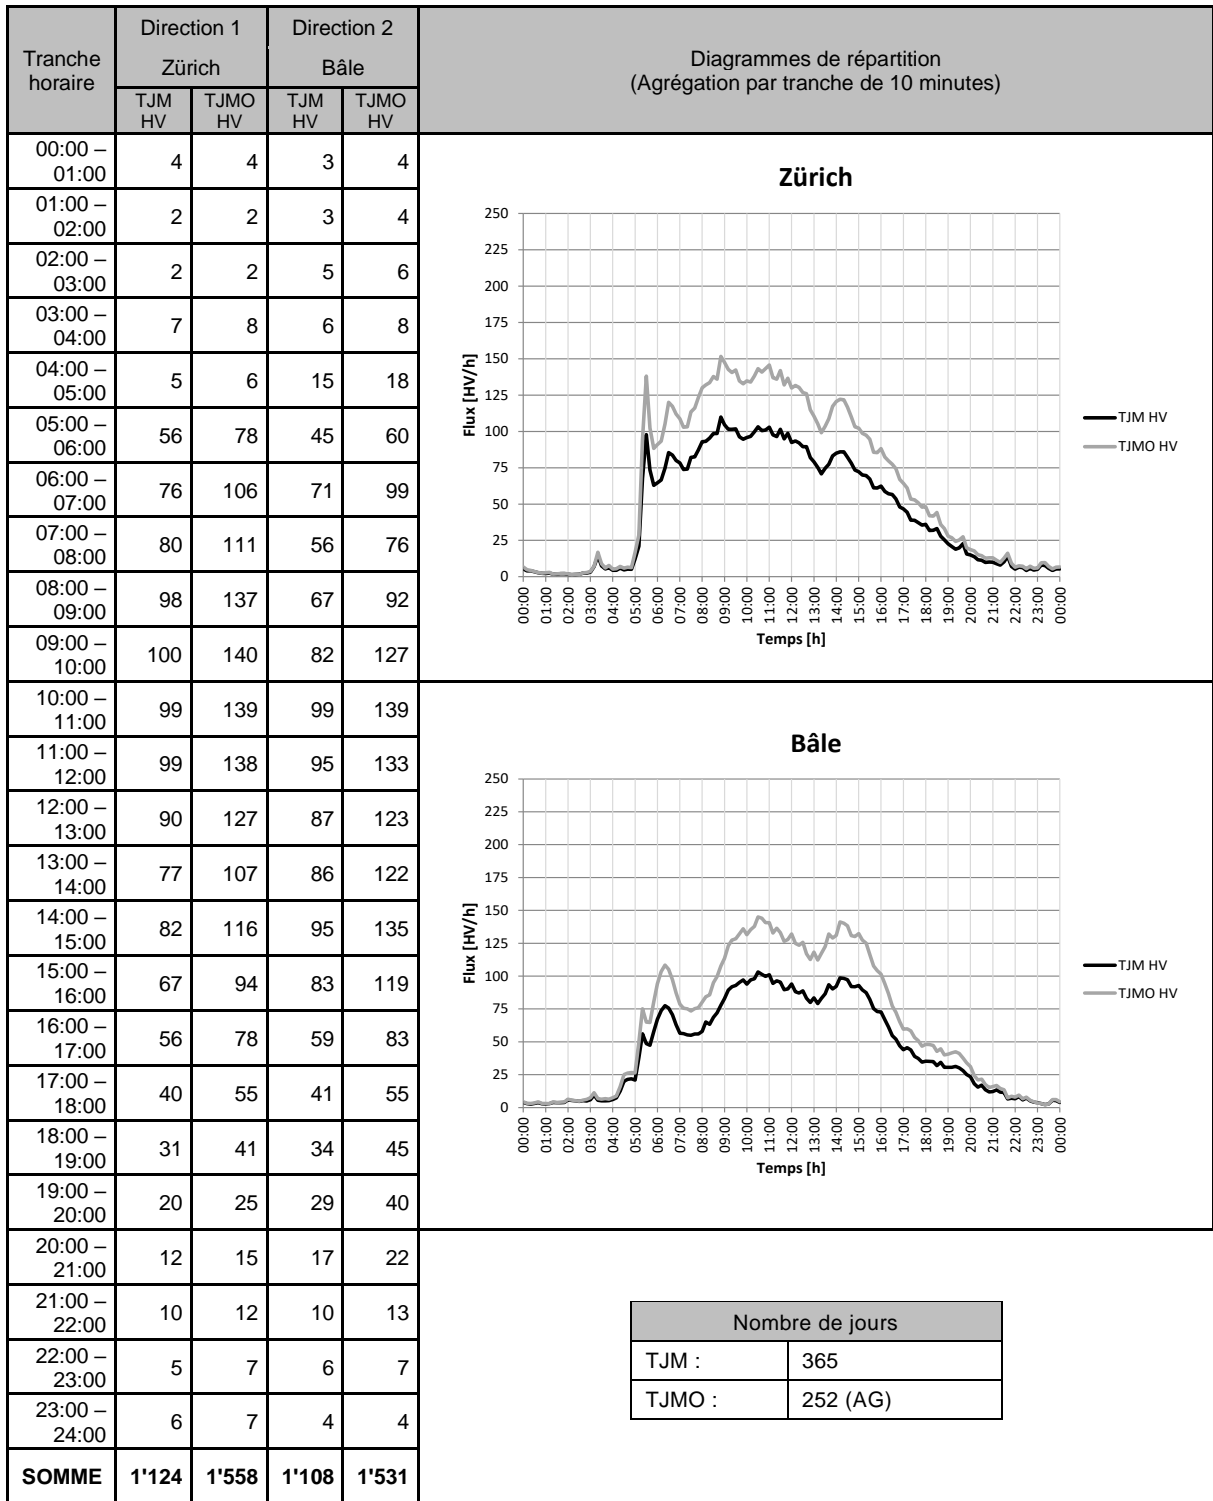 Tranche horaire
Direction 1
Direction 2
Zürich
Bâle
TJM HV
TJMO HV
TJM HV
TJMO HV
Diagrammes de répartition
(Agrégation par tranche de 10 minutes)
00:00 – 01:00 4 4 3 4
01:00 – 02:00 2 2 3 4
02:00 – 03:00 2 2 5 6
03:00 – 04:00 7 8 6 8
04:00 – 05:00 5 6 15 18
05:00 – 06:00 56 78 45 60
06:00 – 07:00 76 106 71 99
07:00 – 08:00 80 111 56 76
08:00 – 09:00 98 137 67 92
09:00 – 10:00 100 140 82 127
10:00 – 11:00 99 139 99 139
11:00 – 12:00 99 138 95 133
12:00 – 13:00 90 127 87 123
13:00 – 14:00 77 107 86 122
14:00 – 15:00 82 116 95 135
15:00 – 16:00 67 94 83 119
16:00 – 17:00 56 78 59 83
17:00 – 18:00 40 55 41 55
18:00 – 19:00 31 41 34 45
19:00 – 20:00 20 25 29 40
20:00 – 21:00 12 15 17 22
21:00 – 22:00 10 12 10 13
22:00 – 23:00 5 7 6 7
23:00 – 24:00 6 7 4 4
SOMME 1'124 1'558 1'108 1'531
Zürich
Flux [HV/h]
250
225
200
175
150
125
100
75
50
25
0
00:00 01:00 02:00 03:00 04:00 05:00 06:00 07:00 08:00 09:00 10:00 11:00 12:00 13:00 14:00 15:00 16:00 17:00 18:00 19:00 20:00 21:00 22:00 23:00 00:00
Temps [h]
TJM HV
TJMO HV
Bâle
Flux [HV/h]
250
225
200
175
150
125
100
75
50
25
0
00:00 01:00 02:00 03:00 04:00 05:00 06:00 07:00 08:00 09:00 10:00 11:00 12:00 13:00 14:00 15:00 16:00 17:00 18:00 19:00 20:00 21:00 22:00 23:00 00:00
Temps [h]
TJM HV
TJMO HV
Nombre de jours
TJM : 365
TJMO : 252 (AG)